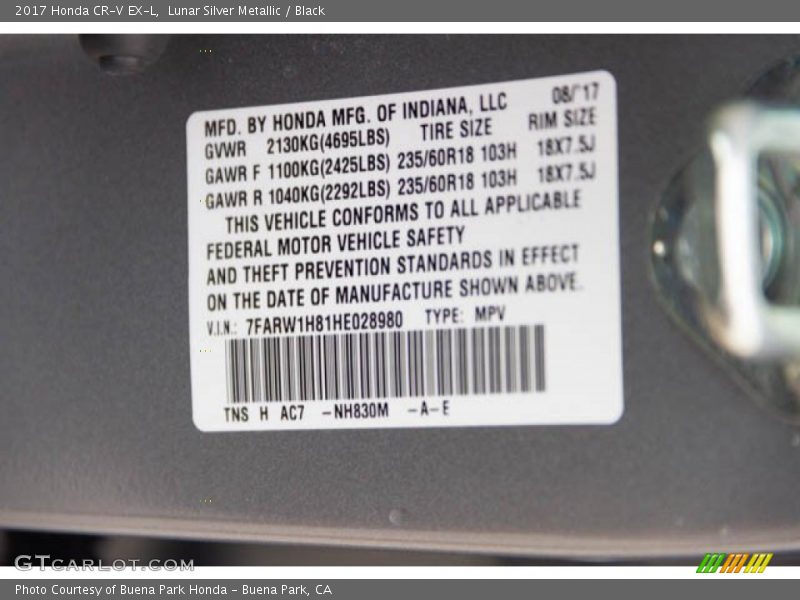 2017 Honda CR-V EX-L,  Lunar Silver Metallic / Black
MFD. BY HONDA MFG. OF INDIANA, LLC 08/'17
GVWR 2130KG(4695LBS) TIRE SIZE RIM SIZE
GAWR F 1100KG(2425LBS) 235/60R18 103H 18X7.5J
GAWR R 1040KG(2292LBS) 235/60R18 103H 18X7.5J
THIS VEHICLE CONFORMS TO ALL APPLICABLE
FEDERAL MOTOR VEHICLE SAFETY
AND THEFT PREVENTION STANDARDS IN EFFECT
ON THE DATE OF MANUFACTURE SHOWN ABOVE.
V.I.N.: 7FARW1H81HE028980 TYPE: MPV
TNS H AC7 -NH830M -A-E
GTCARLOT.COM
Photo Courtesy of Buena Park Honda - Buena Park, CA